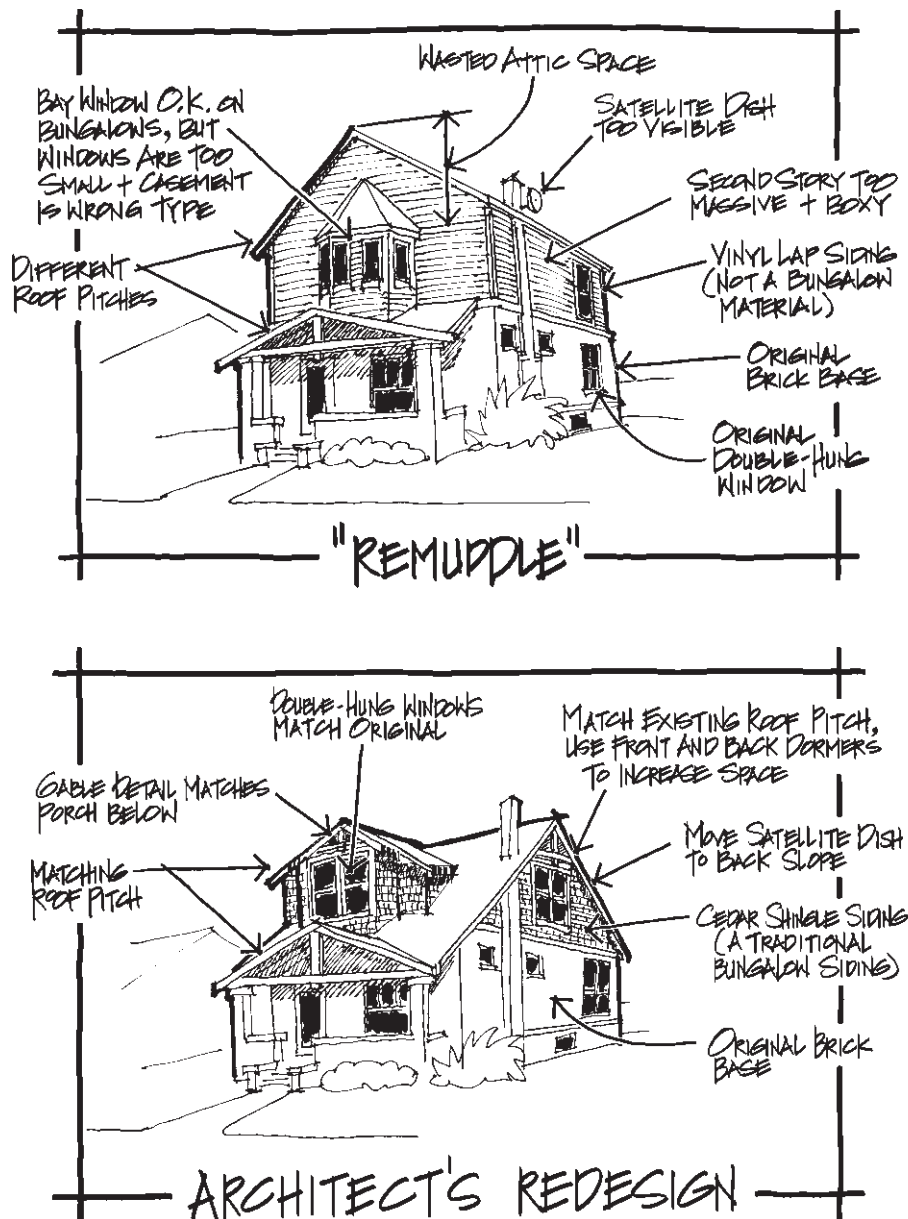 WASTED ATTIC SPACE
BAY WINDOW O.K. ON
BUNGALOWS, BUT
WINDOWS ARE TOO
SMALL + CASEMENT
IS WRONG TYPE
SATELLITE DISH
TOO VISIBLE
SECOND STORY TOO
MASSIVE + BOXY
DIFFERENT
ROOF PITCHES
VINYL LAP SIDING
(NOT A BUNGALOW
MATERIAL)
ORIGINAL
BRICK BASE
ORIGINAL
DOUBLE-HUNG
WINDOW
"REMUDDLE"
DOUBLE-HUNG WINDOWS
MATCH ORIGINAL
MATCH EXISTING ROOF PITCH,
USE FRONT AND BACK DORMERS
TO INCREASE SPACE
GABLE DETAIL MATCHES
PORCH BELOW
MATCHING
ROOF PITCH
MOVE SATELLITE DISH
TO BACK SLOPE
CEDAR SHINGLE SIDING
(A TRADITIONAL
BUNGALOW SIDING)
ORIGINAL BRICK
BASE
ARCHITECT'S REDESIGN